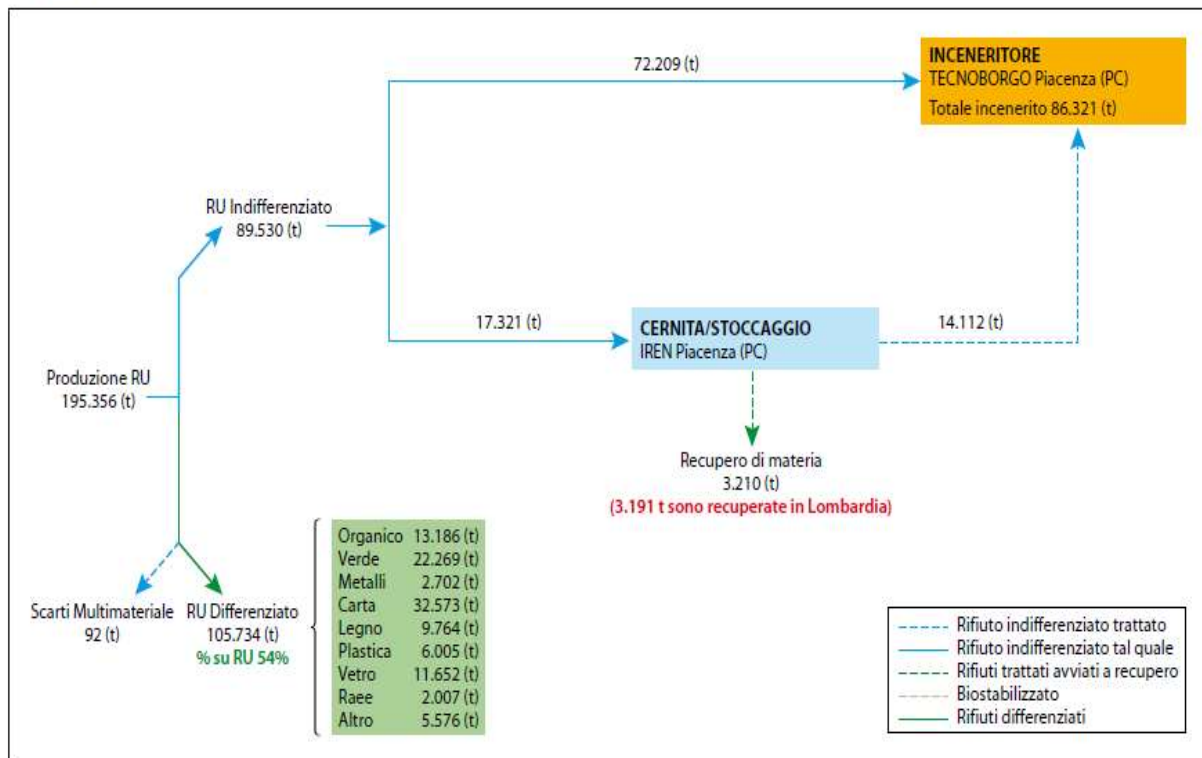 72.209 (t)
INCENERITORE
TECNOBORGO Piacenza (PC)
Totale incenerito 86.321 (t)
RU Indifferenziato
89.530 (t)
17.321 (t)
CERNITA/STOCCAGGIO
IREN Piacenza (PC)
14.112 (t)
Produzione RU
195.356 (t)
Recupero di materia
3.210 (t)
(3.191 t sono recuperate in Lombardia)
Scarti Multimateriale
92 (t)
RU Differenziato
105.734 (t)
% su RU 54%
Organico 13.186 (t)
Verde 22.269 (t)
Metalli 2.702 (t)
Carta 32.573 (t)
Legno 9.764 (t)
Plastica 6.005 (t)
Vetro 11.652 (t)
Raee 2.007 (t)
Altro 5.576 (t)
Rifiuto indifferenziato trattato
Rifiuto indifferenziato tal quale
Rifiuti trattati avviati a recupero
Biostabilizzato
Rifiuti differenziati